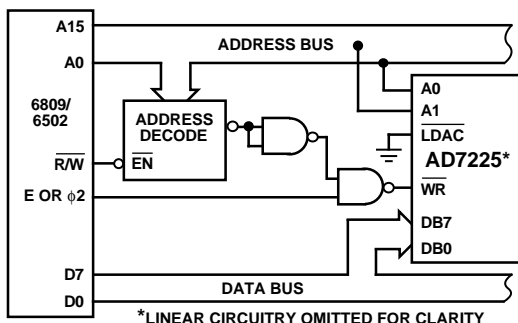 A15
ADDRESS BUS
A0
6809/
6502
ADDRESS
DECODE
R/W
EN
E OR φ2
A0
A1
LDAC
AD7225*
WR
DB7
DB0
D7
DATA BUS
D0
*LINEAR CIRCUITRY OMITTED FOR CLARITY